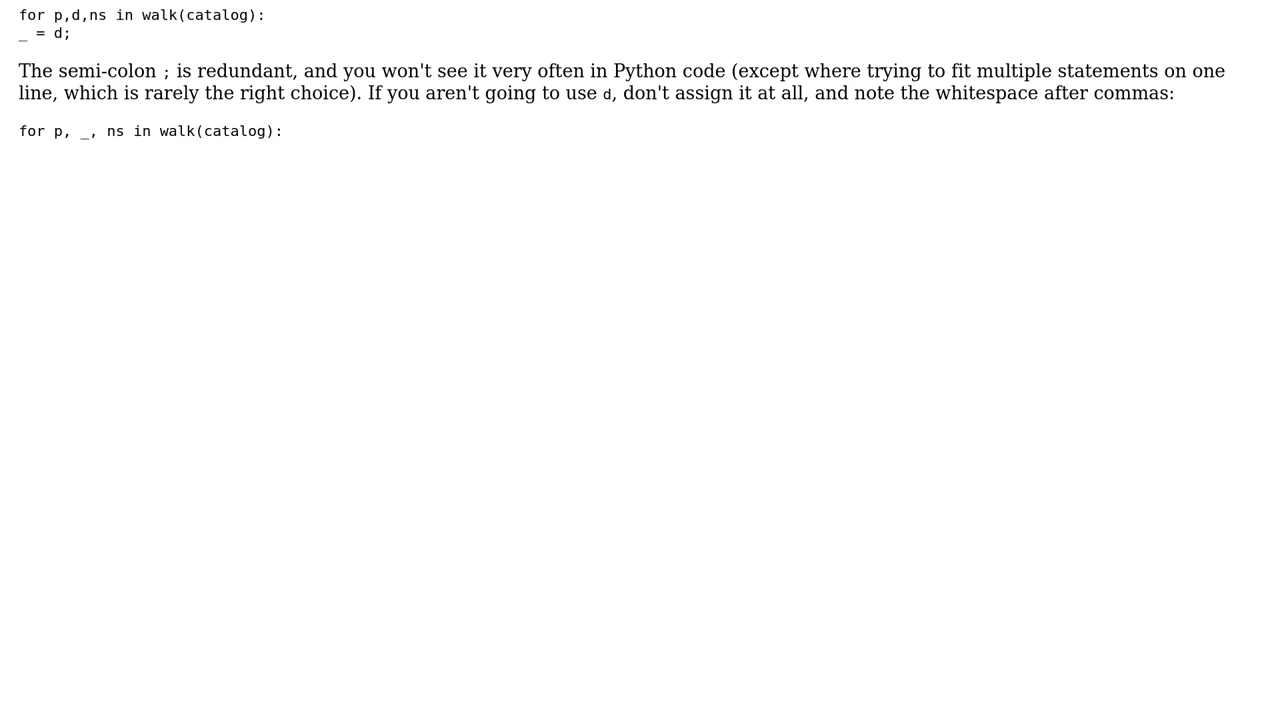 for p,d,ns in walk(catalog):
_ = d;
The semi-colon ; is redundant, and you won't see it very often in Python code (except where trying to fit multiple statements on one
line, which is rarely the right choice). If you aren't going to use d, don't assign it at all, and note the whitespace after commas:
for p, _, ns in walk(catalog):